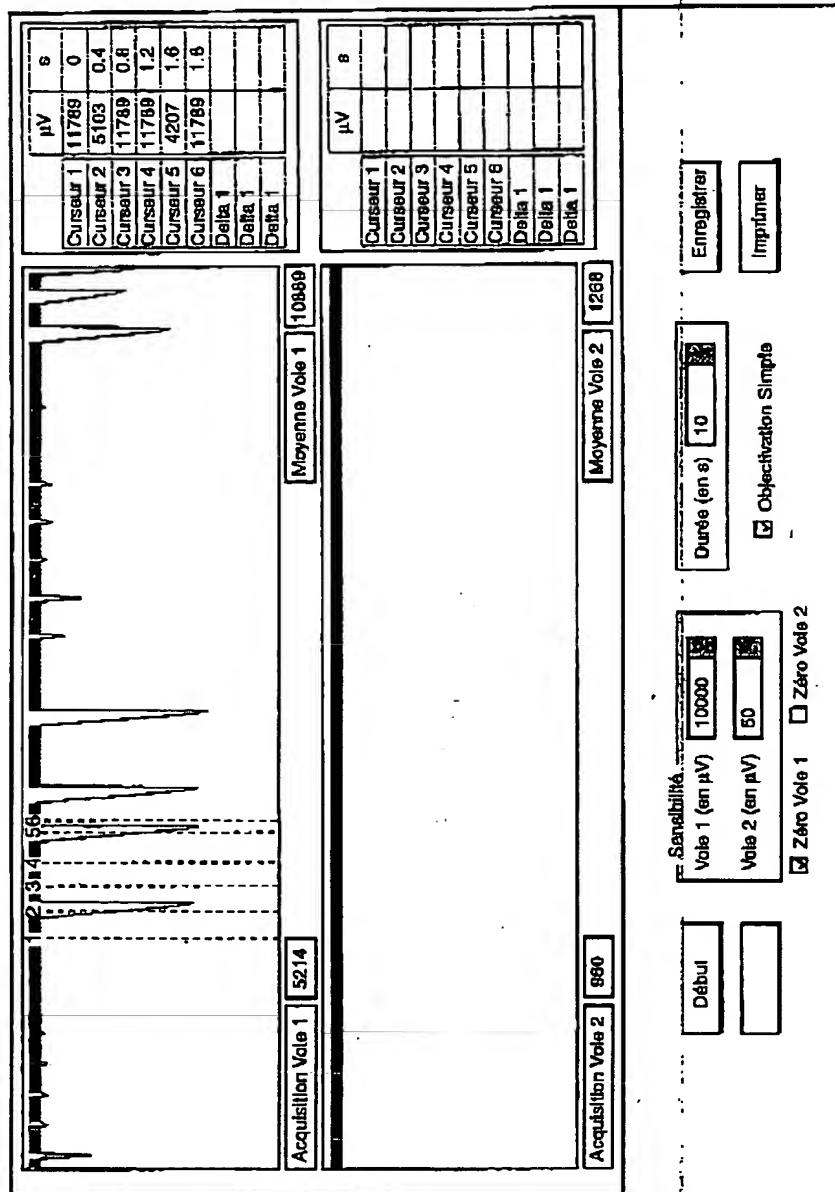 1 2 3 4 56
Acquisition Voie 1 5214
Moyenne Voie 1 10889
µV s
Curseur 1 11789 0
Curseur 2 5103 0.4
Curseur 3 11789 0.8
Curseur 4 11789 1.2
Curseur 5 4207 1.6
Curseur 6 11789 1.8
Delta 1
Delta 1
Delta 1
Acquisition Voie 2 960
Moyenne Voie 2 1268
µV s
Curseur 1
Curseur 2
Curseur 3
Curseur 4
Curseur 5
Curseur 6
Delta 1
Delta 1
Delta 1
Début
Sensibilité
Voie 1 (en µV) 10000
Voie 2 (en µV) 50
Zéro Voie 1 Zéro Voie 2
Durée (en s) 10
Objectivation Simple
Enregistrer
Imprimer